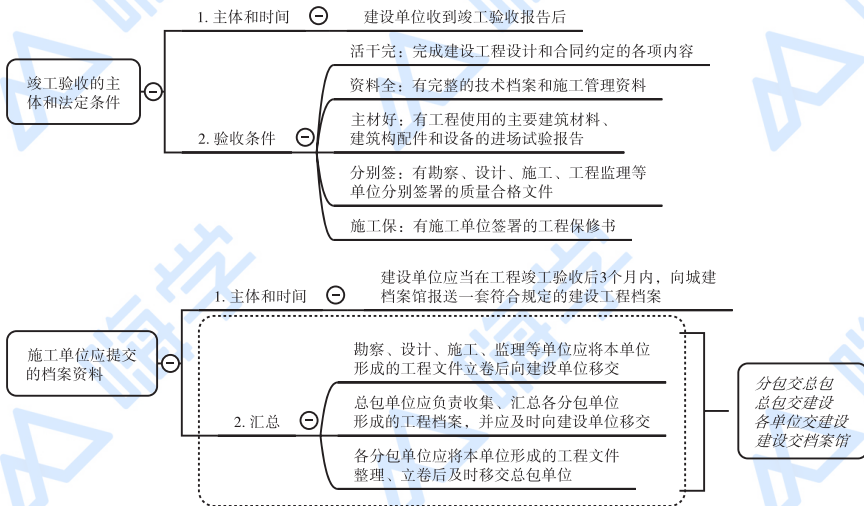 1. 主体和时间
建设单位收到竣工验收报告后
竣工验收的主
体和法定条件
2. 验收条件
活干完：完成建设工程设计和合同约定的各项内容
资料全：有完整的技术档案和施工管理资料
主材好：有工程使用的主要建筑材料、
建筑构配件和设备的进场试验报告
分别签：有勘察、设计、施工、工程监理等
单位分别签署的质量合格文件
施工保：有施工单位签署的工程保修书
1. 主体和时间
建设单位应当在工程竣工验收后3个月内，向城建
档案馆报送一套符合规定的建设工程档案
施工单位应提交
的档案资料
2. 汇总
勘察、设计、施工、监理等单位应将本单位
形成的工程文件立卷后向建设单位移交
总包单位应负责收集、汇总各分包单位
形成的工程档案，并应及时向建设单位移交
各分包单位应将本单位形成的工程文件
整理、立卷后及时移交总包单位
分包交总包
总包交建设
各单位交建设
建设交档案馆
嗨学
嗨学